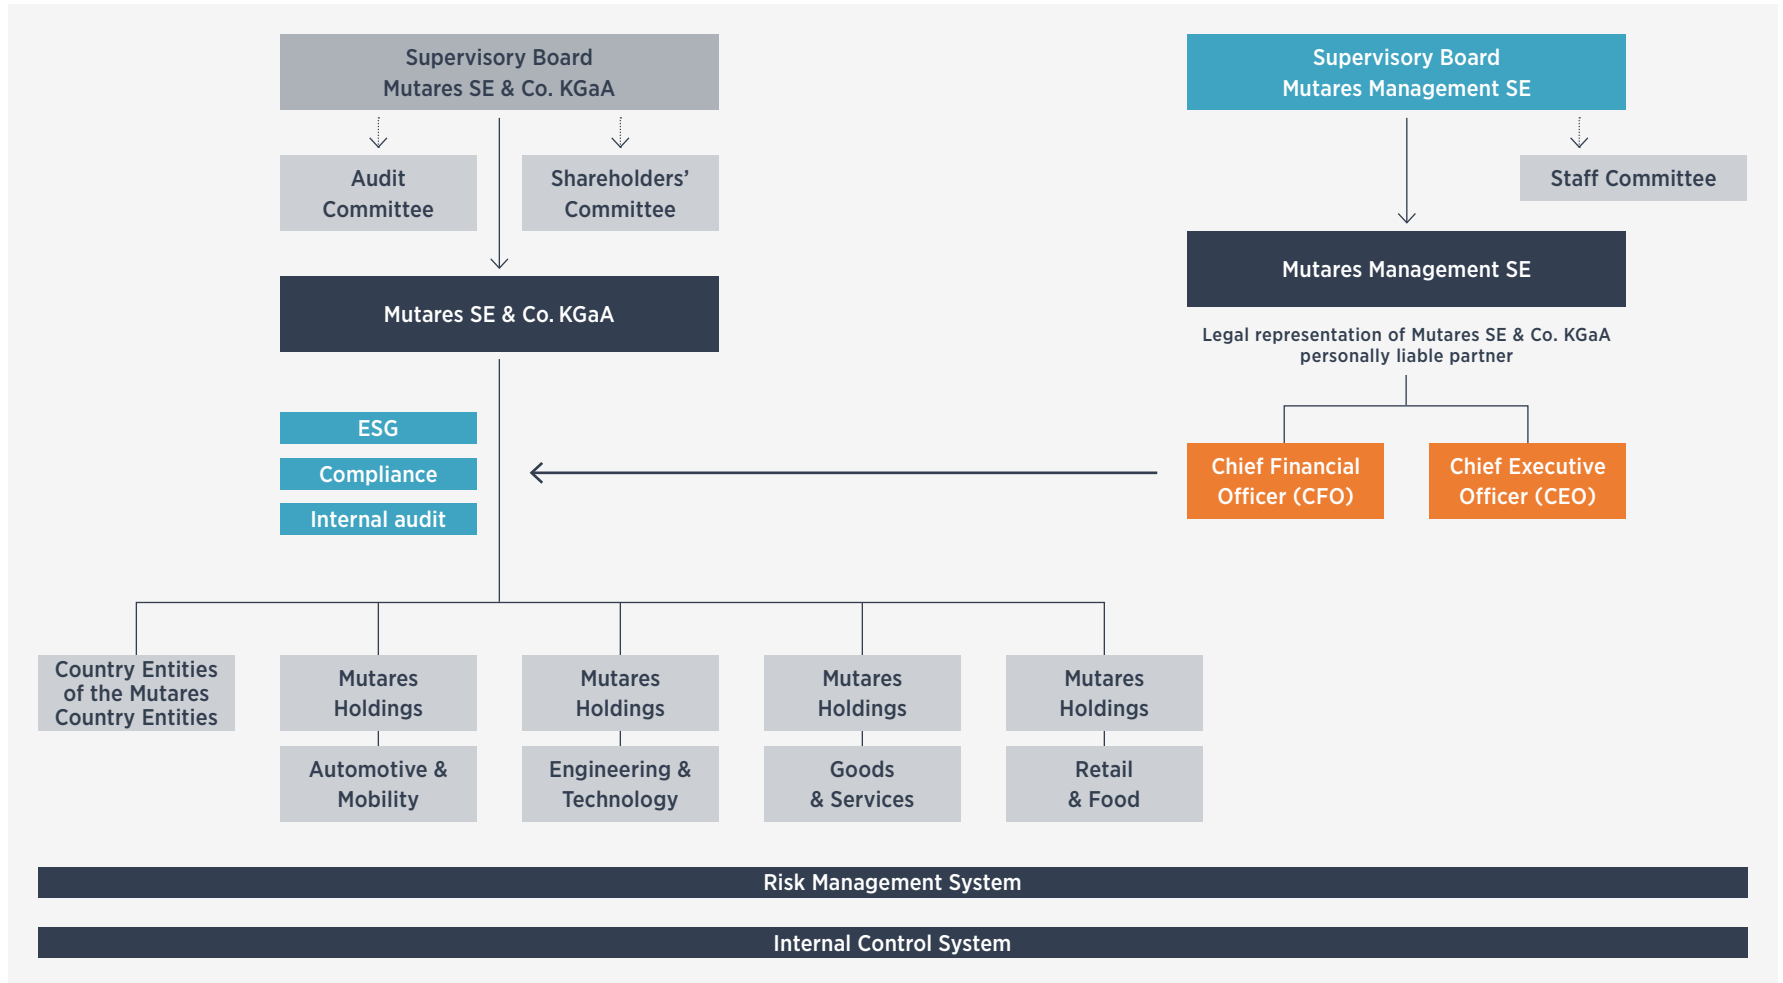 Supervisory Board
Mutares SE & Co. KGaA
Supervisory Board
Mutares Management SE
Audit
Committee
Shareholders’
Committee
Staff Committee
Mutares SE & Co. KGaA
Mutares Management SE
Legal representation of Mutares SE & Co. KGaA
personally liable partner
ESG
Compliance
Internal audit
Chief Financial
Officer (CFO)
Chief Executive
Officer (CEO)
Country Entities
of the Mutares
Country Entities
Mutares
Holdings
Mutares
Holdings
Mutares
Holdings
Mutares
Holdings
Automotive &
Mobility
Engineering &
Technology
Goods
& Services
Retail
& Food
Risk Management System
Internal Control System